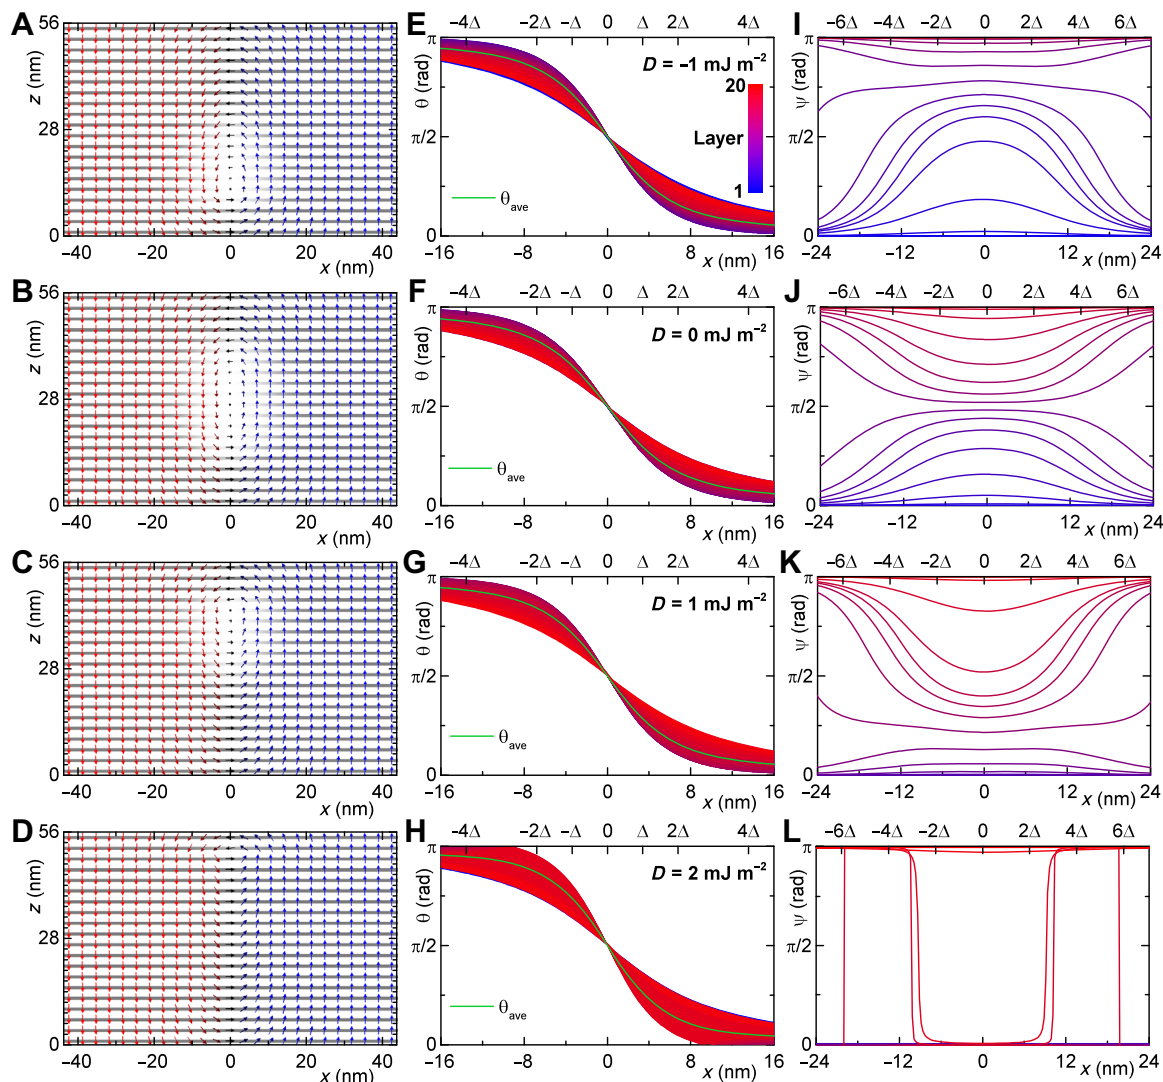 A
z (nm)
56
28
0
−40 −20 0 20 40
x (nm)
E
−4Δ −2Δ −Δ 0 Δ 2Δ 4Δ
θ (rad)
π
π/2
0
D = −1 mJ m−2
20
Layer
1
θave
−16 −8 0 8 16
x (nm)
I
−6Δ −4Δ −2Δ 0 2Δ 4Δ 6Δ
ψ (rad)
π
π/2
0
−24 −12 0 12 24
x (nm)
B
z (nm)
56
28
0
−40 −20 0 20 40
x (nm)
F
−4Δ −2Δ −Δ 0 Δ 2Δ 4Δ
θ (rad)
π
π/2
0
D = 0 mJ m−2
θave
−16 −8 0 8 16
x (nm)
J
−6Δ −4Δ −2Δ 0 2Δ 4Δ 6Δ
ψ (rad)
π
π/2
0
−24 −12 0 12 24
x (nm)
C
z (nm)
56
28
0
−40 −20 0 20 40
x (nm)
G
−4Δ −2Δ −Δ 0 Δ 2Δ 4Δ
θ (rad)
π
π/2
0
D = 1 mJ m−2
θave
−16 −8 0 8 16
x (nm)
K
−6Δ −4Δ −2Δ 0 2Δ 4Δ 6Δ
ψ (rad)
π
π/2
0
−24 −12 0 12 24
x (nm)
D
z (nm)
56
28
0
−40 −20 0 20 40
x (nm)
H
−4Δ −2Δ −Δ 0 Δ 2Δ 4Δ
θ (rad)
π
π/2
0
D = 2 mJ m−2
θave
−16 −8 0 8 16
x (nm)
L
−6Δ −4Δ −2Δ 0 2Δ 4Δ 6Δ
ψ (rad)
π
π/2
0
−24 −12 0 12 24
x (nm)